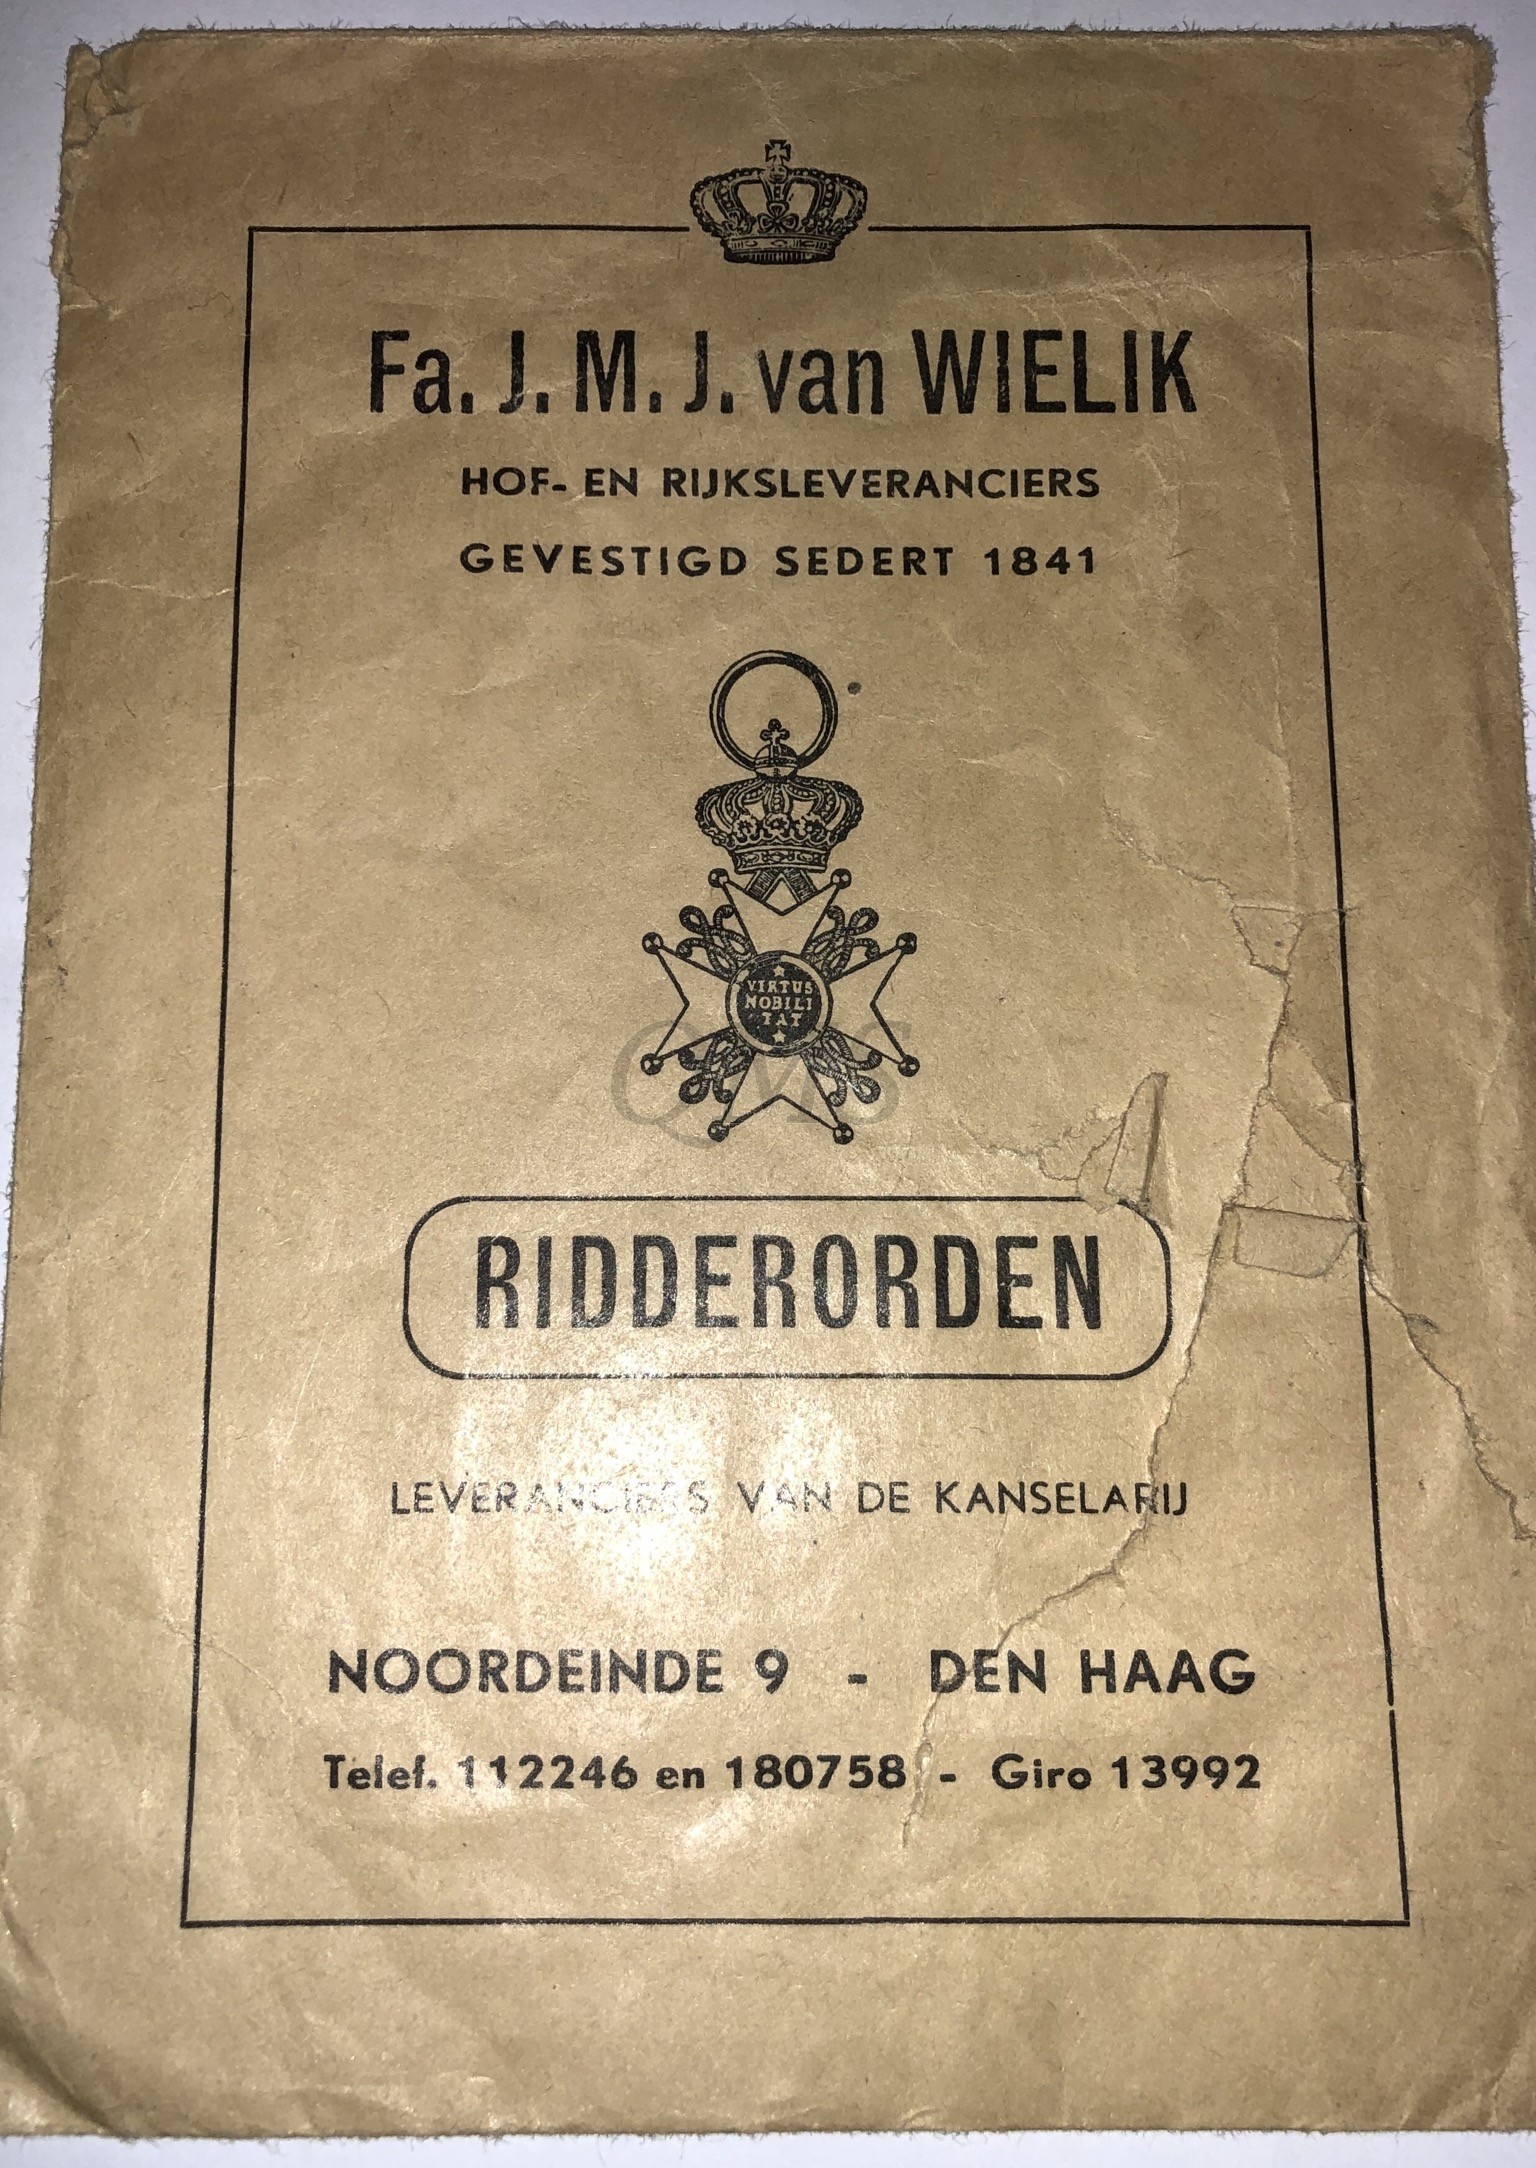 Fa. J. M. J. van WIELIK
HOF- EN RIJKSLEVERANCIERS
GEVESTIGD SEDERT 1841
VIRTUS
NOBILI
TAT
RIDDERORDEN
LEVERANCIERS VAN DE KANSELARIJ
NOORDEINDE 9 - DEN HAAG
Telef. 112246 en 180758 - Giro 13992